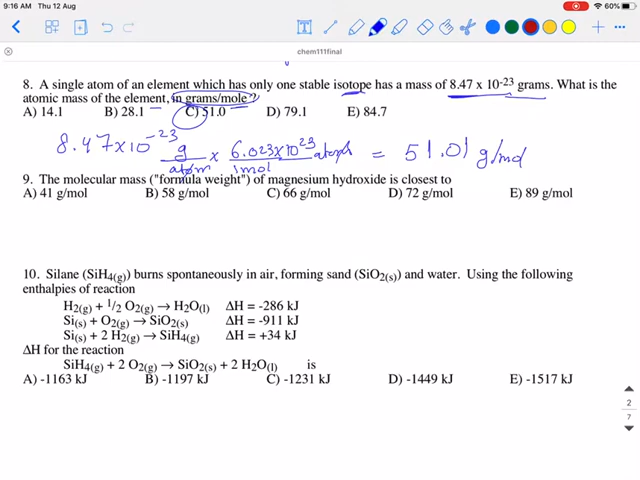 9:16 AM Thu 12 Aug
60%
chem111final
8. A single atom of an element which has only one stable isotope has a mass of 8.47 x 10-23 grams. What is the
atomic mass of the element, in grams/mole?
A) 14.1 B) 28.1 C) 51.0 D) 79.1 E) 84.7
8.47×10⁻²³ g/atom × 6.023×10²³ atoms/1mol = 51.01 g/mol
9. The molecular mass ("formula weight") of magnesium hydroxide is closest to
A) 41 g/mol B) 58 g/mol C) 66 g/mol D) 72 g/mol E) 89 g/mol
10. Silane (SiH4(g)) burns spontaneously in air, forming sand (SiO2(s)) and water. Using the following
enthalpies of reaction
H2(g) + 1/2 O2(g) → H2O(l) ΔH = -286 kJ
Si(s) + O2(g) → SiO2(s) ΔH = -911 kJ
Si(s) + 2 H2(g) → SiH4(g) ΔH = +34 kJ
ΔH for the reaction
SiH4(g) + 2 O2(g) → SiO2(s) + 2 H2O(l) is
A) -1163 kJ B) -1197 kJ C) -1231 kJ D) -1449 kJ E) -1517 kJ
2
7